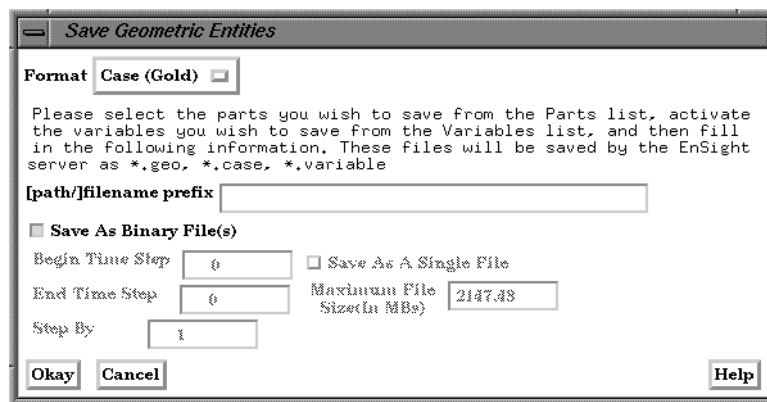 Save Geometric Entities
Format Case (Gold)
Please select the parts you wish to save from the Parts list, activate
the variables you wish to save from the Variables list, and then fill
in the following information. These files will be saved by the EnSight
server as *.geo, *.case, *.variable
[path/]filename prefix
Save As Binary File(s)
Begin Time Step 0 Save As A Single File
End Time Step 0 Maximum File
Size(In MBs) 2147.48
Step By 1
Okay Cancel Help